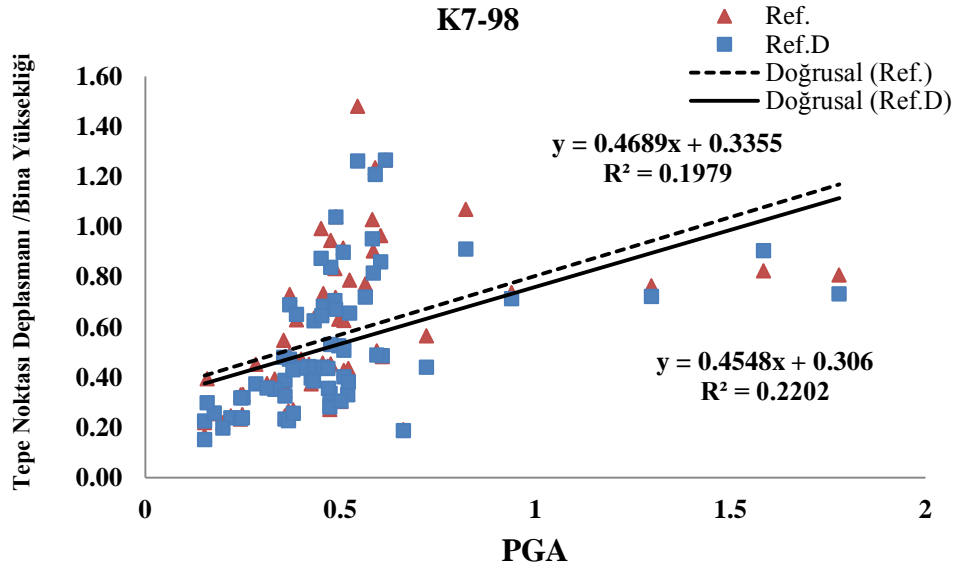 K7-98
Ref.
Ref.D
Doğrusal (Ref.)
Doğrusal (Ref.D)
Tepe Noktası Deplasmanı /Bina Yüksekliği
1.60
1.40
1.20
1.00
0.80
0.60
0.40
0.20
0.00
y = 0.4689x + 0.3355
R² = 0.1979
y = 0.4548x + 0.306
R² = 0.2202
0
0.5
1
1.5
2
PGA